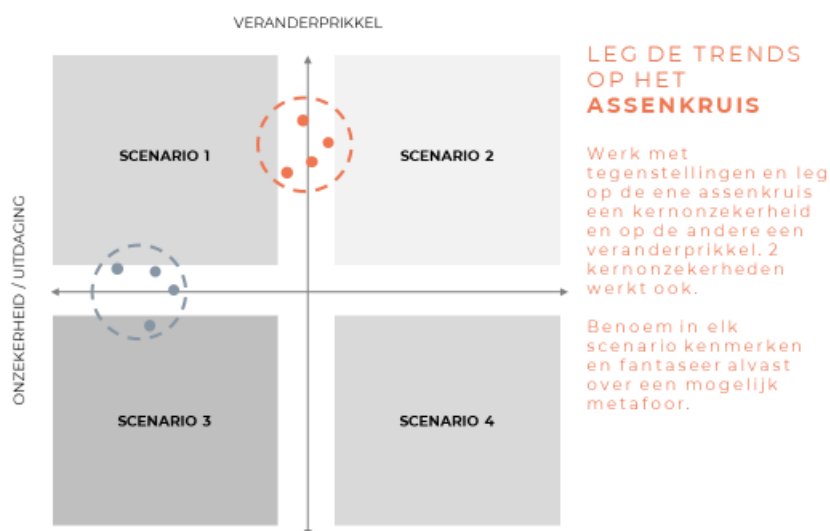 VERANDERPRIKKEL
SCENARIO 1
SCENARIO 2
ONZEKERHEID / UITDAGING
SCENARIO 3
SCENARIO 4
LEG DE TRENDS
OP HET
ASSENKRUIS
Werk met
tegenstellingen en leg
op de ene assenkruis
een kernonzekerheid
en op de andere een
veranderprikkel. 2
kernonzekerheden
werkt ook.
Benoem in elk
scenario kenmerken
en fantaseer alvast
over een mogelijk
metafoor.